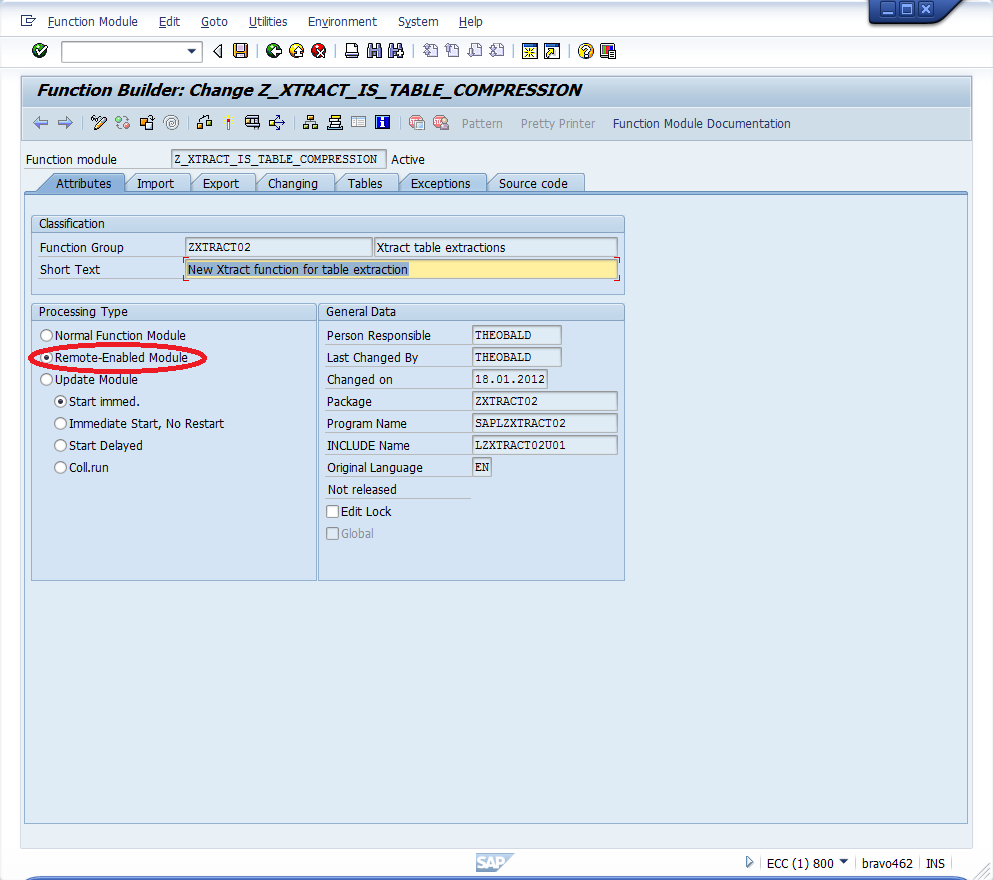 Function Module Edit Goto Utilities Environment System Help
Function Builder: Change Z_XTRACT_IS_TABLE_COMPRESSION
Pattern Pretty Printer Function Module Documentation
Function module Z_XTRACT_IS_TABLE_COMPRESSION Active
Attributes Import Export Changing Tables Exceptions Source code
Classification
Function Group ZXTRACT02 Xtract table extractions
Short Text New Xtract function for table extraction
Processing Type
Normal Function Module
Remote-Enabled Module
Update Module
Start immed.
Immediate Start, No Restart
Start Delayed
Coll.run
General Data
Person Responsible THEOBALD
Last Changed By THEOBALD
Changed on 18.01.2012
Package ZXTRACT02
Program Name SAPLZXTRACT02
INCLUDE Name LZXTRACT02U01
Original Language EN
Not released
Edit Lock
Global
SAP ECC (1) 800 bravo462 INS